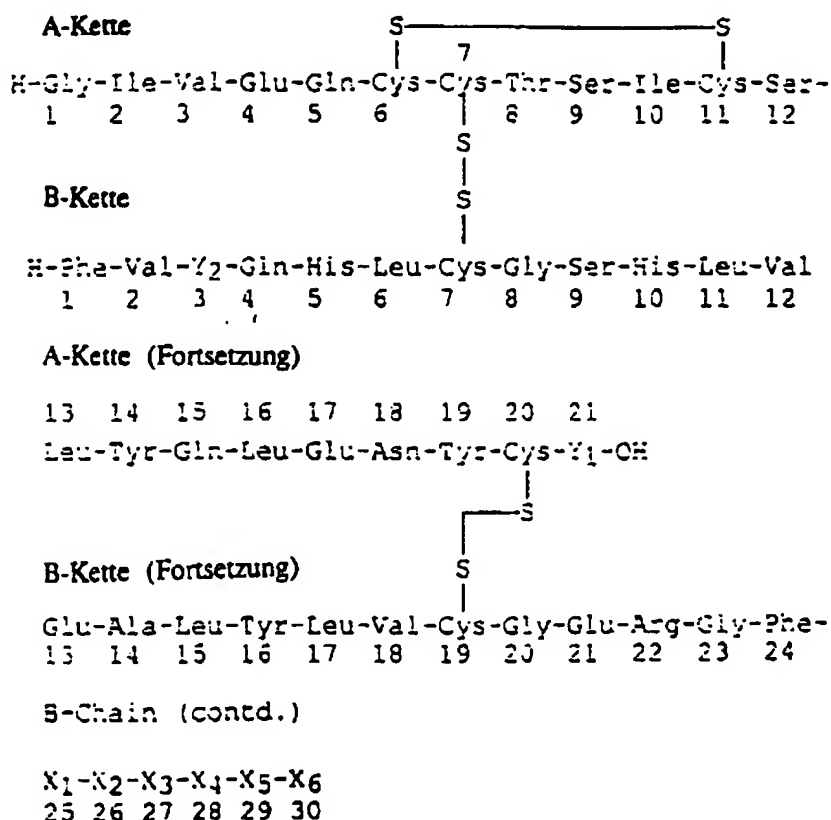 A-Kette
S S
7
H-Gly-Ile-Val-Glu-Gln-Cys-Cys-Thr-Ser-Ile-Cys-Ser-
1 2 3 4 5 6 8 9 10 11 12
S
S
B-Kette
H-Phe-Val-Y2-Gln-His-Leu-Cys-Gly-Ser-His-Leu-Val
1 2 3 4 5 6 7 8 9 10 11 12
A-Kette (Fortsetzung)
13 14 15 16 17 18 19 20 21
Leu-Tyr-Gln-Leu-Glu-Asn-Tyr-Cys-Y1-OH
S
S
B-Kette (Fortsetzung)
Glu-Ala-Leu-Tyr-Leu-Val-Cys-Gly-Glu-Arg-Gly-Phe-
13 14 15 16 17 18 19 20 21 22 23 24
B-Chain (contd.)
X1-X2-X3-X4-X5-X6
25 26 27 28 29 30